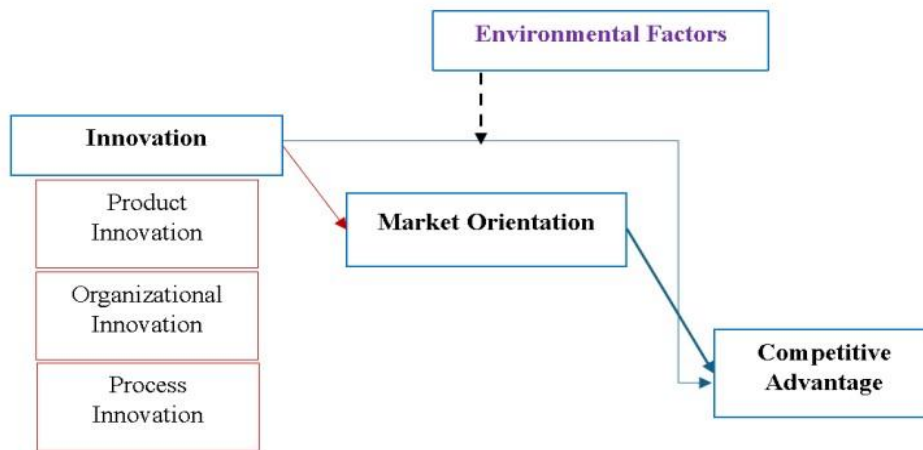 Environmental Factors
Innovation
Product
Innovation
Market Orientation
Organizational
Innovation
Competitive
Advantage
Process
Innovation